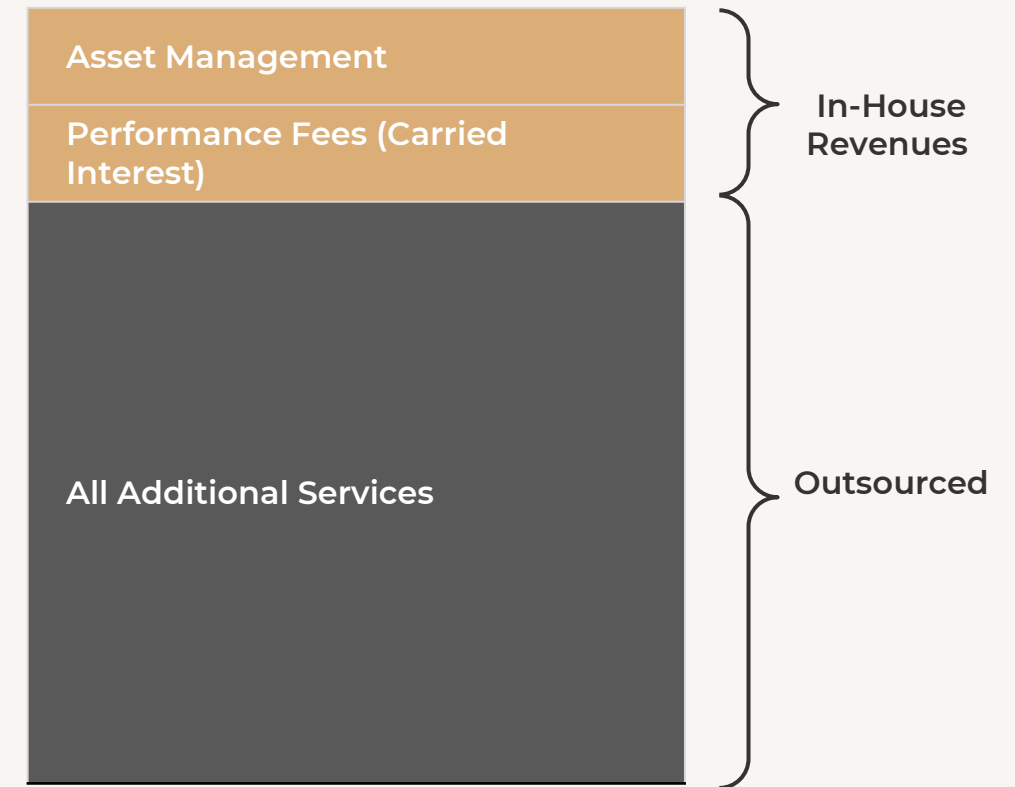 Asset Management
In-House
Revenues
Performance Fees (Carried
Interest)
All Additional Services
Outsourced